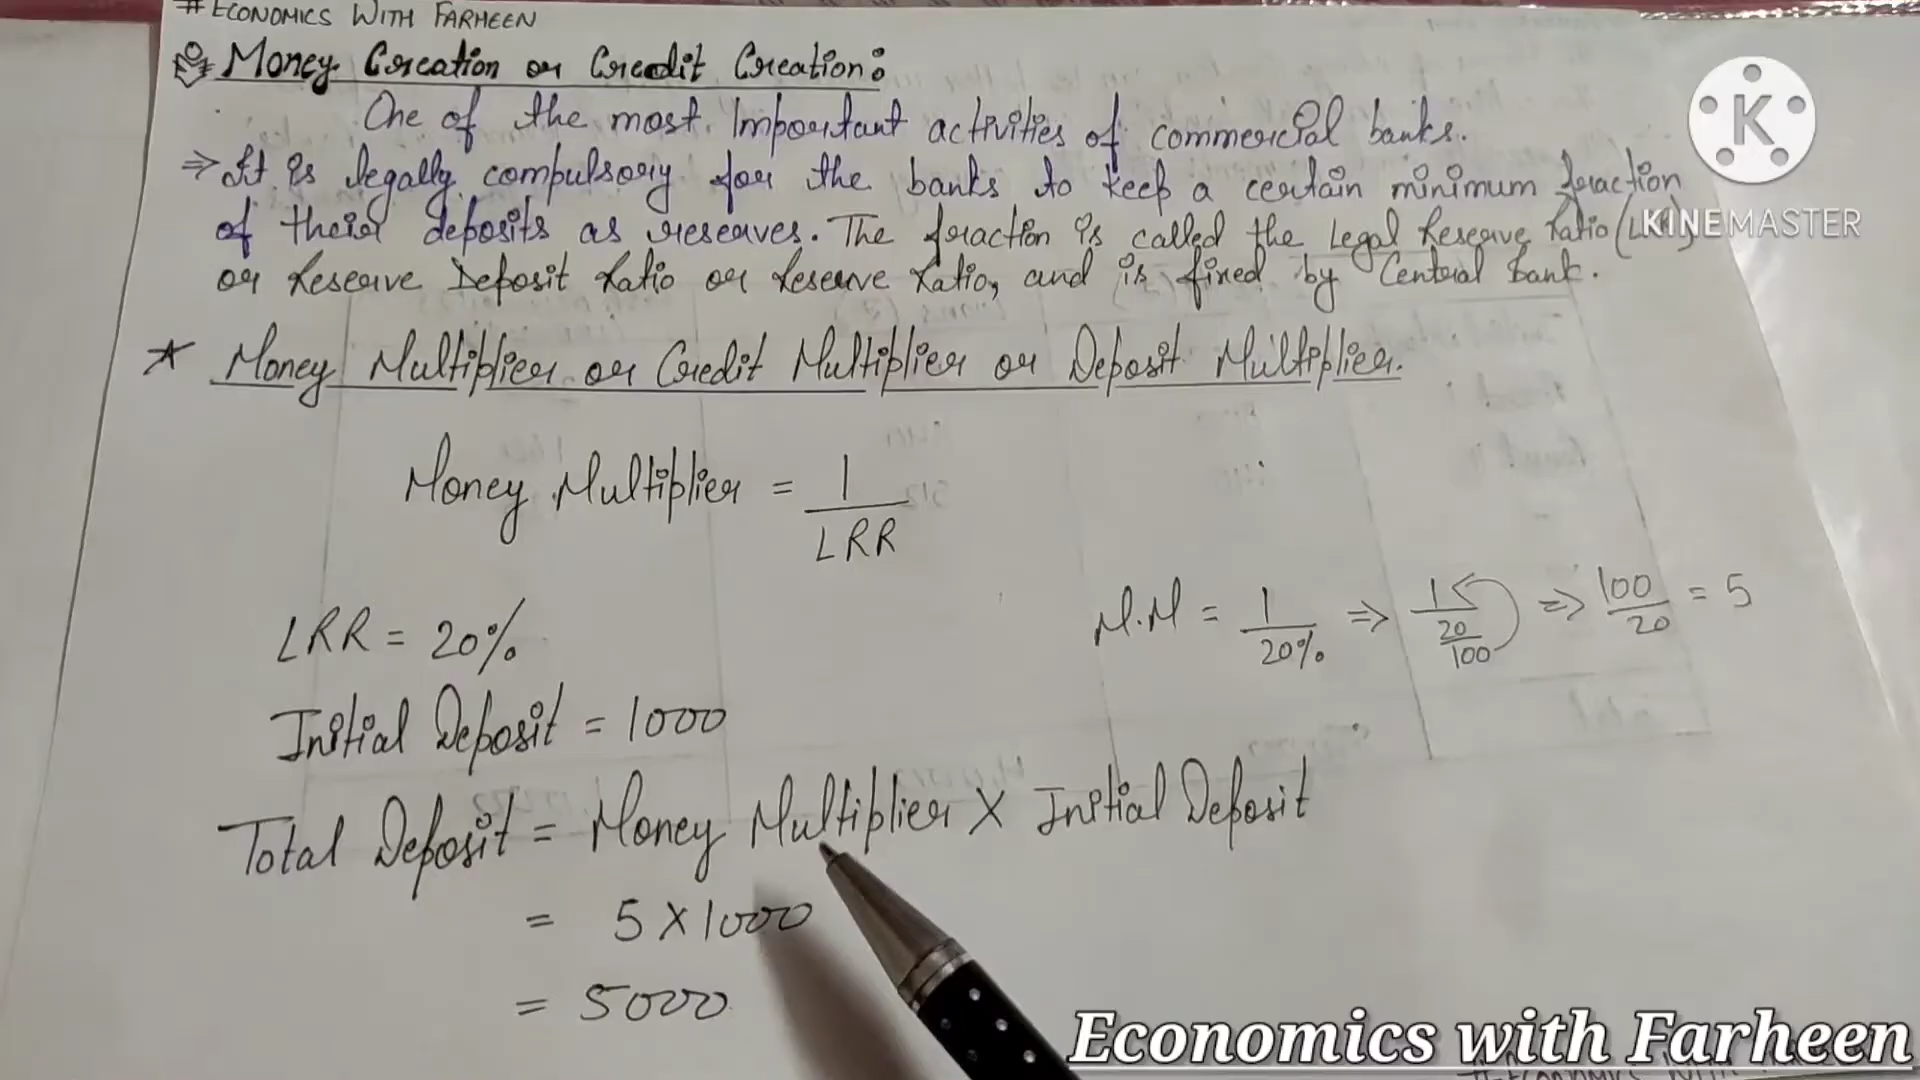 # ECONOMICS WITH FARHEEN
Money Creation or Credit Creation:
One of the most Important activities of commercial banks.
⇒ It is legally compulsory for the banks to keep a certain minimum fraction
of their deposits as reserves. The fraction is called the Legal Reserve Ratio (LRR)
or Reserve Deposit Ratio or Reserve Ratio, and is fixed by Central Bank.
K
KINEMASTER
* Money Multiplier or Credit Multiplier or Deposit Multiplier.
Money Multiplier = 1/LRR
LRR = 20%
M.M = 1/20% ⇒ 1/(20/100) ⇒ 100/20 = 5
Initial Deposit = 1000
Total Deposit = Money Multiplier X Initial Deposit
= 5 X 1000
= 5000
Economics with Farheen